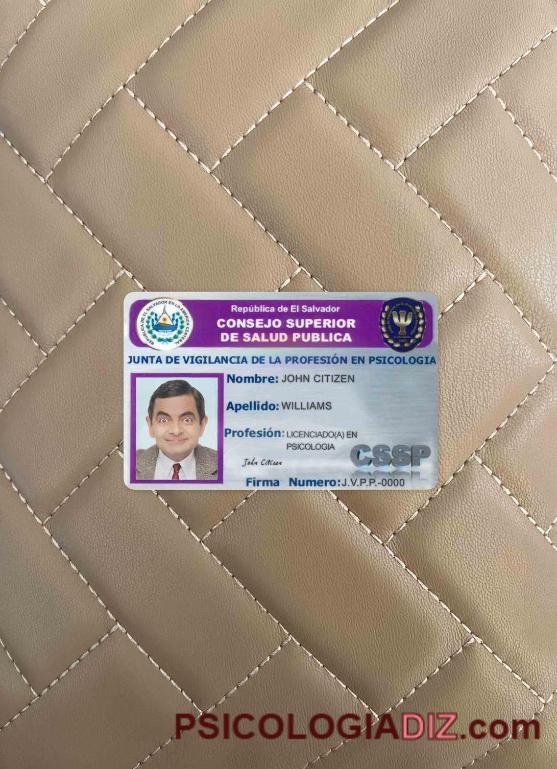 República de El Salvador
CONSEJO SUPERIOR
DE SALUD PUBLICA
JUNTA DE VIGILANCIA DE LA PROFESIÓN EN PSICOLOGIA
Nombre: JOHN CITIZEN
Apellido: WILLIAMS
Profesión: LICENCIADO(A) EN
PSICOLOGIA
John Citizen
CSSP
Firma Numero: J.V.P.P.-0000
PSICOLOGIADIZ.com